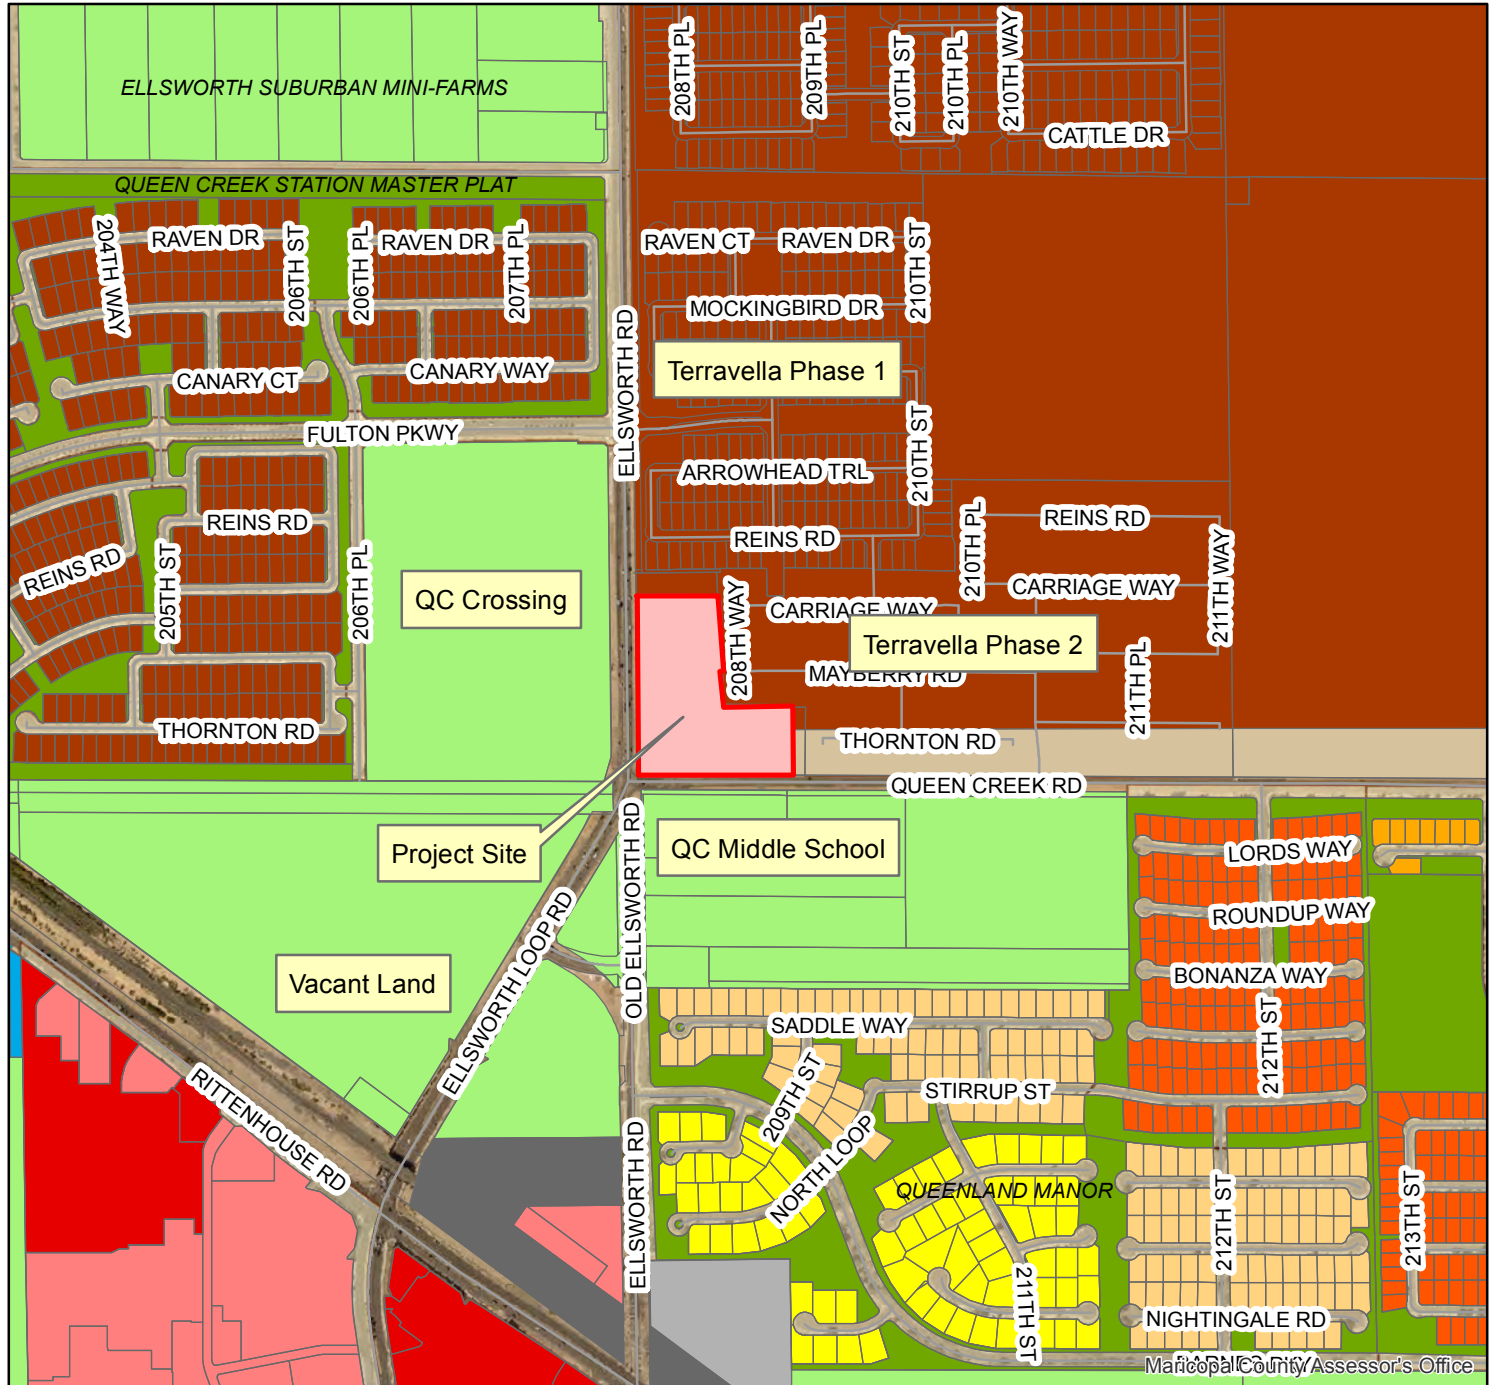 208TH PL
209TH PL
210TH ST
210TH PL
210TH WAY
CATTLE DR
ELLSWORTH SUBURBAN MINI-FARMS
QUEEN CREEK STATION MASTER PLAT
204TH WAY
RAVEN DR
206TH ST
206TH PL
RAVEN DR
207TH PL
RAVEN CT
RAVEN DR
210TH ST
MOCKINGBIRD DR
ELLSWORTH RD
Terravella Phase 1
CANARY CT
CANARY WAY
FULTON PKWY
ARROWHEAD TRL
210TH ST
REINS RD
REINS RD
REINS RD
210TH PL
REINS RD
211TH WAY
205TH ST
206TH PL
QC Crossing
208TH WAY
CARRIAGE WAY
CARRIAGE WAY
Terravella Phase 2
MAYBERRY RD
211TH PL
THORNTON RD
THORNTON RD
QUEEN CREEK RD
Project Site
OLD ELLSWORTH RD
QC Middle School
LORDS WAY
ROUNDUP WAY
ELLSWORTH LOOP RD
BONANZA WAY
Vacant Land
SADDLE WAY
212TH ST
209TH ST
STIRRUP ST
RITTENHOUSE RD
ELLSWORTH RD
NORTH LOOP
QUEENLAND MANOR
212TH ST
213TH ST
211TH ST
NIGHTINGALE RD
Maricopa County Assessor's Office